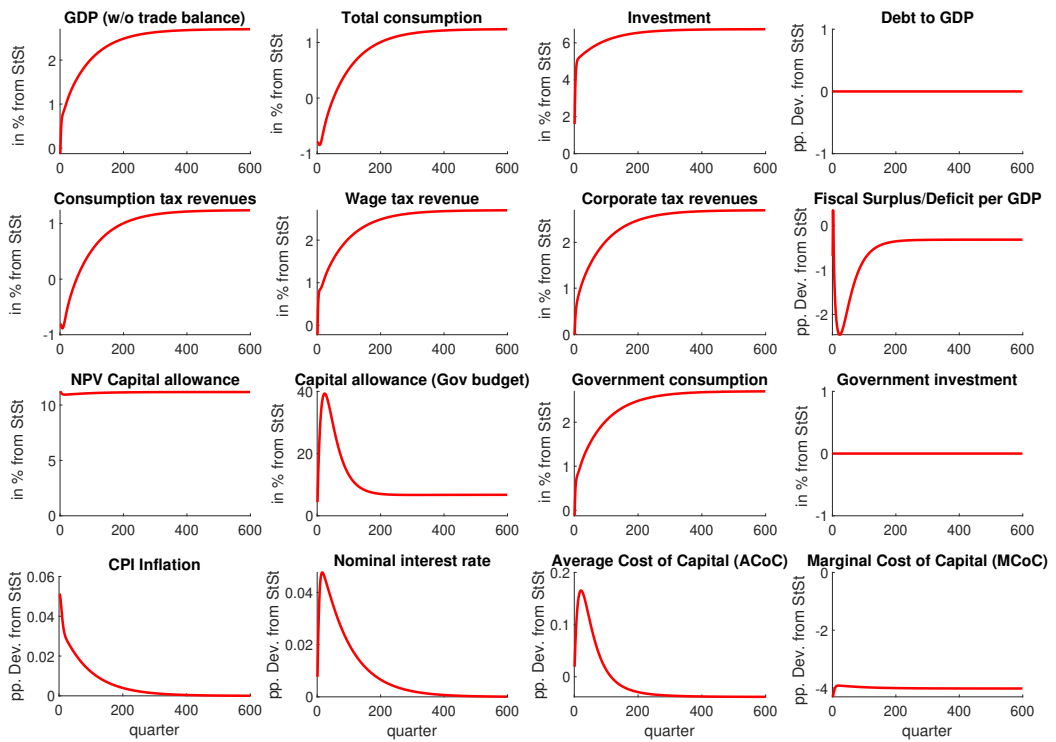 GDP (w/o trade balance)
in % from StSt
2
1
0
0 200 400 600
Total consumption
in % from StSt
1
0
-1
0 200 400 600
Investment
in % from StSt
6
4
2
0
0 200 400 600
Debt to GDP
pp. Dev. from StSt
1
0
-1
0 200 400 600
Consumption tax revenues
in % from StSt
1
0
-1
0 200 400 600
Wage tax revenue
in % from StSt
2
1
0
0 200 400 600
Corporate tax revenues
in % from StSt
2
1
0
0 200 400 600
Fiscal Surplus/Deficit per GDP
pp. Dev. from StSt
0
-1
-2
0 200 400 600
NPV Capital allowance
in % from StSt
10
5
0
0 200 400 600
Capital allowance (Gov budget)
in % from StSt
40
20
0
0 200 400 600
Government consumption
in % from StSt
2
1
0
0 200 400 600
Government investment
in % from StSt
1
0
-1
0 200 400 600
CPI Inflation
pp. Dev. from StSt
0.06
0.04
0.02
0
0 200 400 600
quarter
Nominal interest rate
pp. Dev. from StSt
0.04
0.02
0
0 200 400 600
quarter
Average Cost of Capital (ACoC)
pp. Dev. from StSt
0.2
0.1
0
0 200 400 600
quarter
Marginal Cost of Capital (MCoC)
pp. Dev. from StSt
0
-2
-4
0 200 400 600
quarter